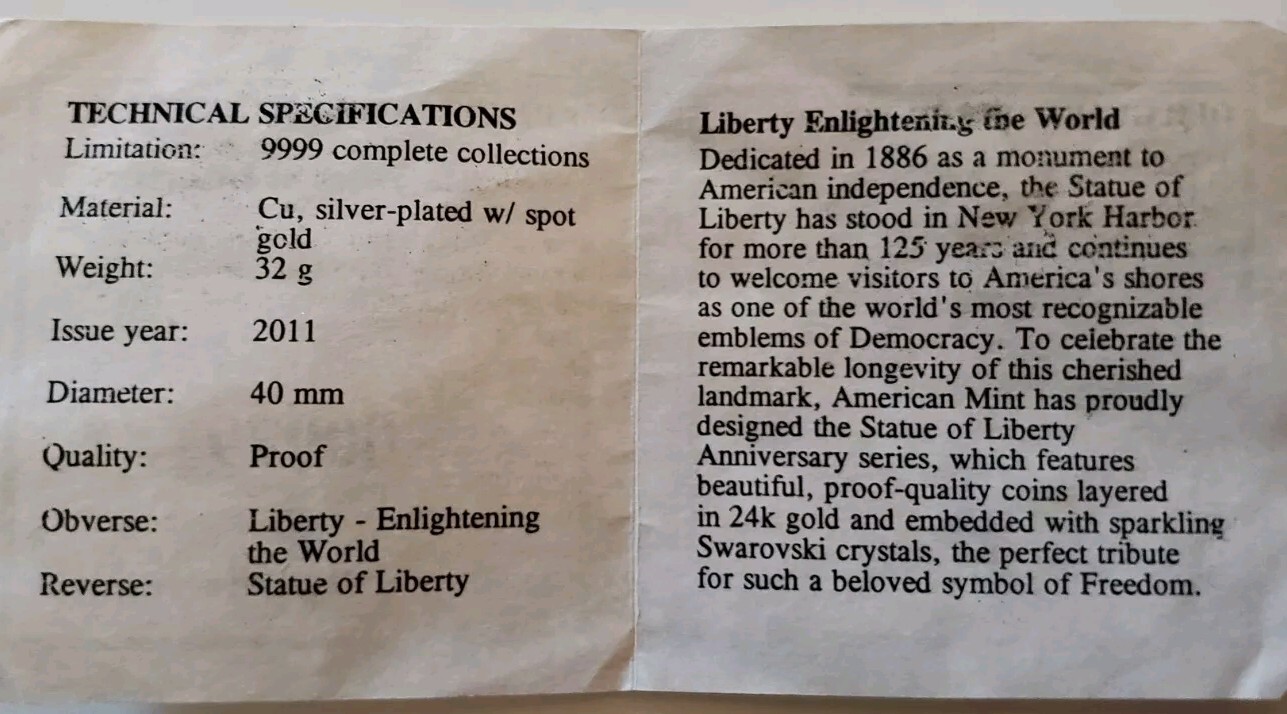 TECHNICAL SPECIFICATIONS
Limitation: 9999 complete collections
Material: Cu, silver-plated w/ spot
gold
Weight: 32 g
Issue year: 2011
Diameter: 40 mm
Quality: Proof
Obverse: Liberty - Enlightening
the World
Reverse: Statue of Liberty
Liberty Enlightening the World
Dedicated in 1886 as a monument to
American independence, the Statue of
Liberty has stood in New York Harbor
for more than 125 years and continues
to welcome visitors to America's shores
as one of the world's most recognizable
emblems of Democracy. To celebrate the
remarkable longevity of this cherished
landmark, American Mint has proudly
designed the Statue of Liberty
Anniversary series, which features
beautiful, proof-quality coins layered
in 24k gold and embedded with sparkling
Swarovski crystals, the perfect tribute
for such a beloved symbol of Freedom.